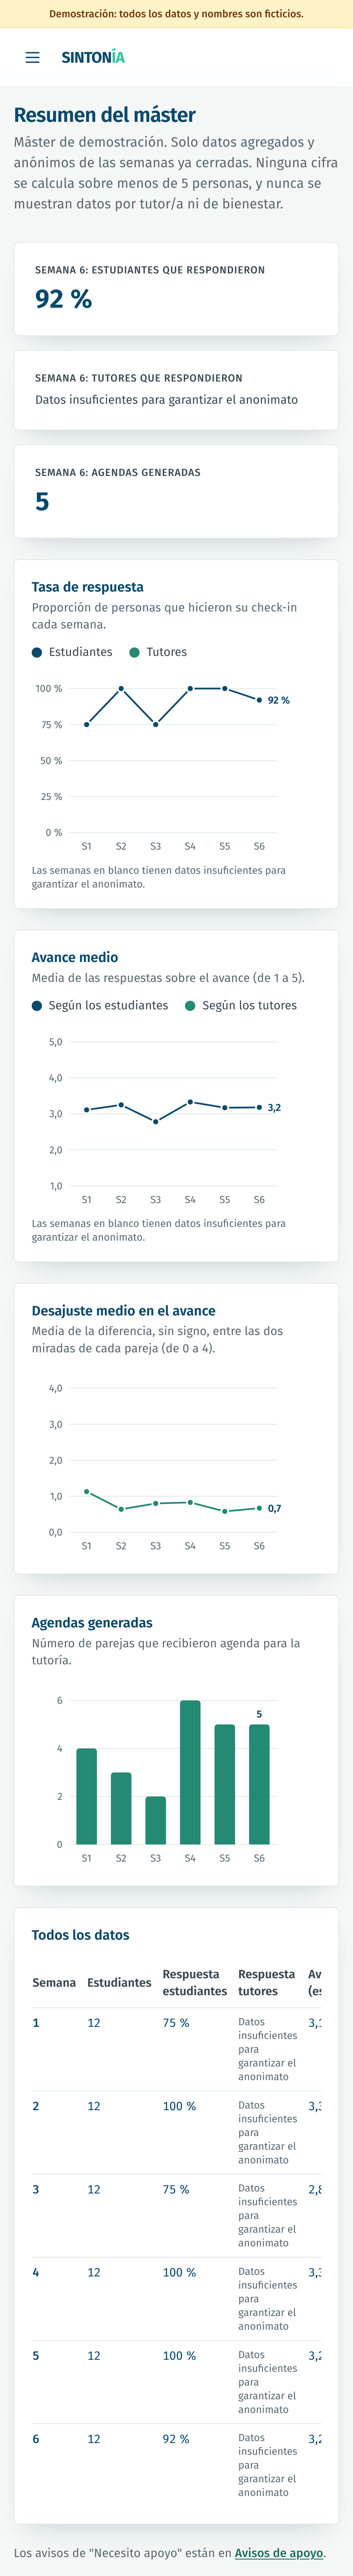 Demostración: todos los datos y nombres son ficticios.
SINTONÍA
Resumen del máster
Máster de demostración. Solo datos agregados y
anónimos de las semanas ya cerradas. Ninguna cifra
se calcula sobre menos de 5 personas, y nunca se
muestran datos por tutor/a ni de bienestar.
SEMANA 6: ESTUDIANTES QUE RESPONDIERON
92 %
SEMANA 6: TUTORES QUE RESPONDIERON
Datos insuficientes para garantizar el anonimato
SEMANA 6: AGENDAS GENERADAS
5
Tasa de respuesta
Proporción de personas que hicieron su check-in
cada semana.
Estudiantes Tutores
100 %
75 %
50 %
25 %
0 %
92 %
S1 S2 S3 S4 S5 S6
Las semanas en blanco tienen datos insuficientes para
garantizar el anonimato.
Avance medio
Media de las respuestas sobre el avance (de 1 a 5).
Según los estudiantes Según los tutores
5,0
4,0
3,0
2,0
1,0
3,2
S1 S2 S3 S4 S5 S6
Las semanas en blanco tienen datos insuficientes para
garantizar el anonimato.
Desajuste medio en el avance
Media de la diferencia, sin signo, entre las dos
miradas de cada pareja (de 0 a 4).
4,0
3,0
2,0
1,0
0,0
0,7
S1 S2 S3 S4 S5 S6
Agendas generadas
Número de parejas que recibieron agenda para la
tutoría.
6
4
2
0
5
S1 S2 S3 S4 S5 S6
Todos los datos
Semana Estudiantes Respuesta estudiantes Respuesta tutores Av (es
1 12 75 % Datos
insuficientes
para
garantizar el
anonimato
2 12 100 % Datos
insuficientes
para
garantizar el
anonimato
3 12 75 % Datos
insuficientes
para
garantizar el
anonimato
4 12 100 % Datos
insuficientes
para
garantizar el
anonimato
5 12 100 % Datos
insuficientes
para
garantizar el
anonimato
6 12 92 % Datos
insuficientes
para
garantizar el
anonimato
Los avisos de "Necesito apoyo" están en Avisos de apoyo.